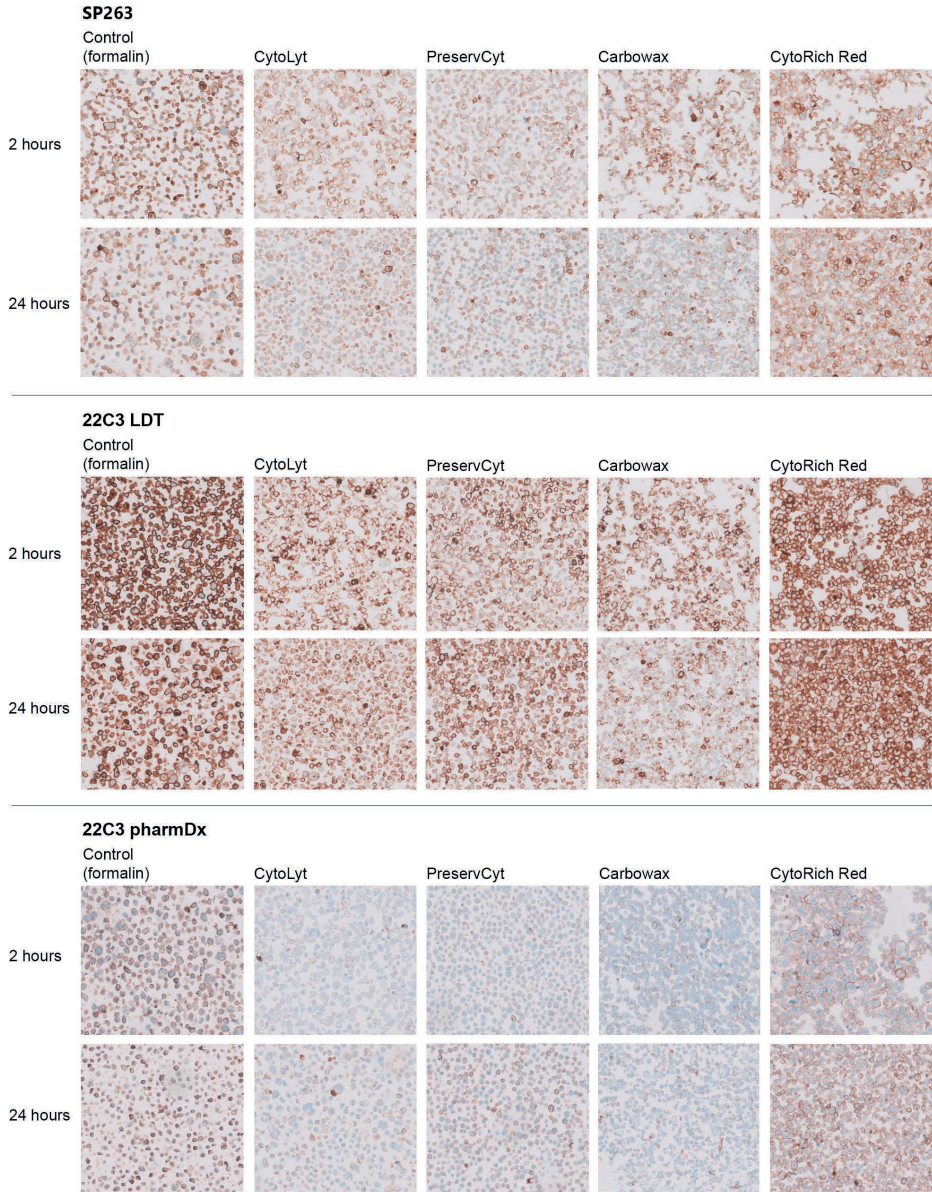 SP263
Control
(formalin)
CytoLyt
PreservCyt
Carbowax
CytoRich Red
2 hours
24 hours
22C3 LDT
Control
(formalin)
CytoLyt
PreservCyt
Carbowax
CytoRich Red
2 hours
24 hours
22C3 pharmDx
Control
(formalin)
CytoLyt
PreservCyt
Carbowax
CytoRich Red
2 hours
24 hours